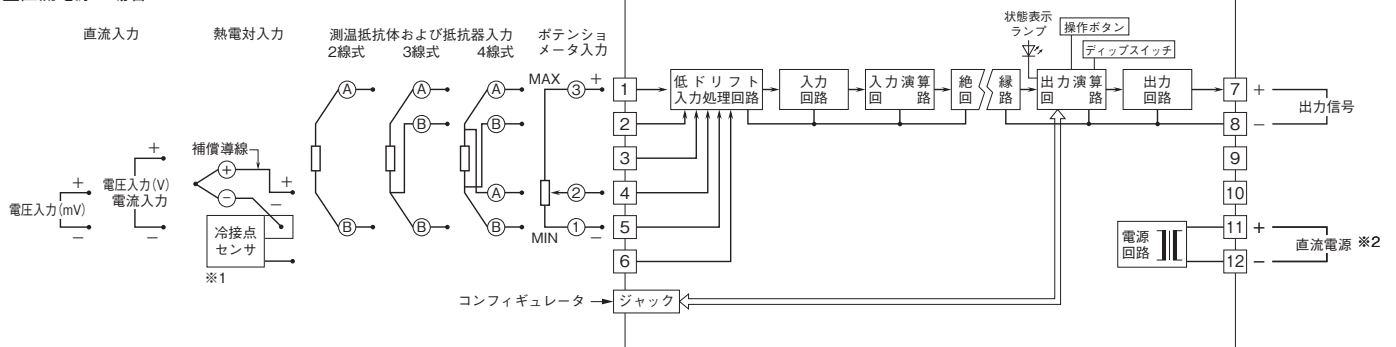 直流入力
熱電対入力
測温抵抗体および抵抗器入力
2線式
3線式
4線式
ポテンショ
メータ入力
電圧入力(mV)
+
−
電圧入力(V)
電流入力
+
−
補償導線
+
−
+
−
冷接点
センサ
※1
A
B
A
B
B
A
B
A
B
MAX
MIN
3
+
2
1
−
1
2
3
4
5
6
低ドリフト
入力処理回路
入力
回路
入力演算
回路
絶縁
回路
状態表示
ランプ
操作ボタン
ディップスイッチ
出力演算
回路
出力
回路
7
+
8
−
出力信号
9
10
電源
回路
11
+
12
−
直流電源 ※2
コンフィギュレータ
ジャック